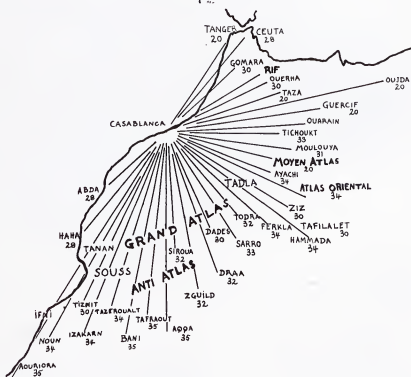 TANGER
20
CEUTA
28
GOMARA
30
RIF
OUERHA
30
TAZA
20
OUJDA
20
GUERCIF
20
OUARAIN
CASABLANCA
TICHOUKT
33
MOULOUYA
31
MOYEN ATLAS
20
AYACHI
34
TADLA
ATLAS ORIENTAL
34
ABDA
28
ZIZ
30
TODRA
32
FERKLA
34
TAFILALET
30
HAMMADA
34
HAHA
28
TANAN
GRAND ATLAS
DADES
30
SARRO
33
SIROUA
32
SOUSS
ANTI ATLAS
DRAA
32
ZGUILD
32
IFNI
TIZNIT
30
TAZEROUALT
34
NOUN
34
IZAKARN
34
BANI
35
TAFRAOUT
35
AQQA
35
AOURIORA
35